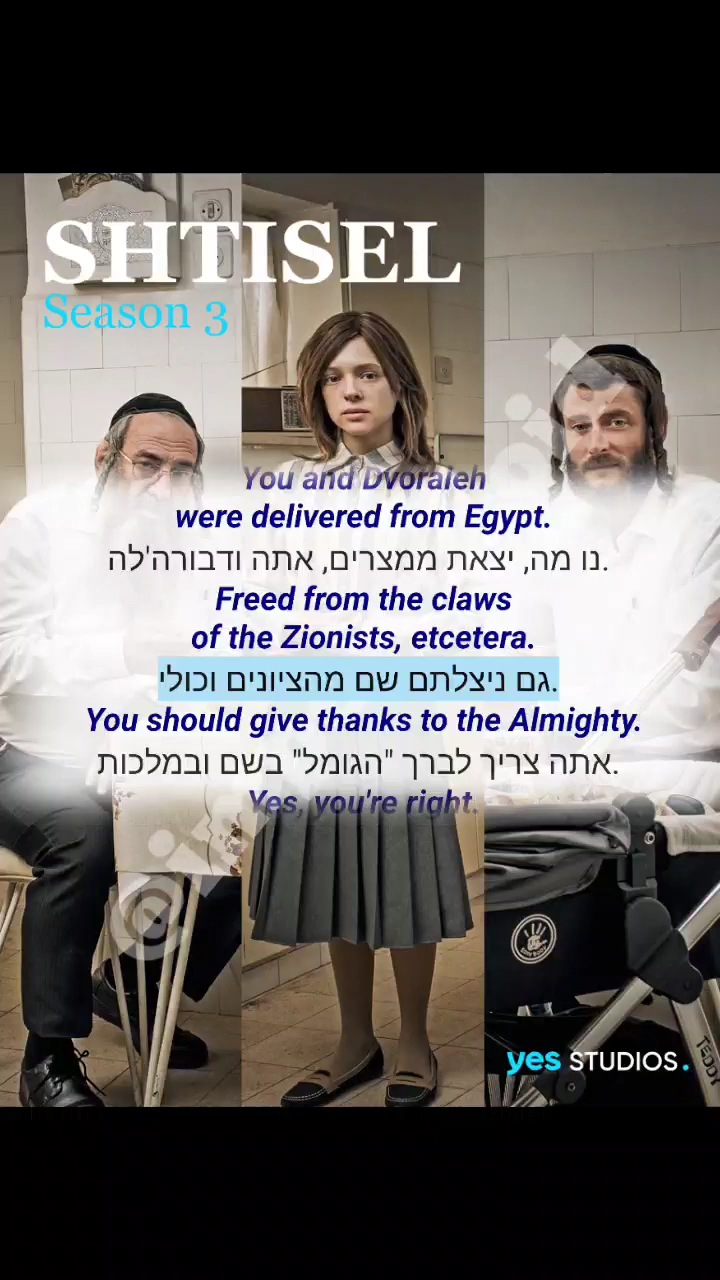 SHTISEL
Season 3
You and Dvoraleh
were delivered from Egypt.
נו מה, יצאת ממצרים, אתה ודבורה'לה.
Freed from the claws
of the Zionists, etcetera.
גם ניצלתם שם מהציונים וכולי.
You should give thanks to the Almighty.
אתה צריך לברך "הגומל" בשם ובמלכות.
Yes, you're right.
yes STUDIOS.